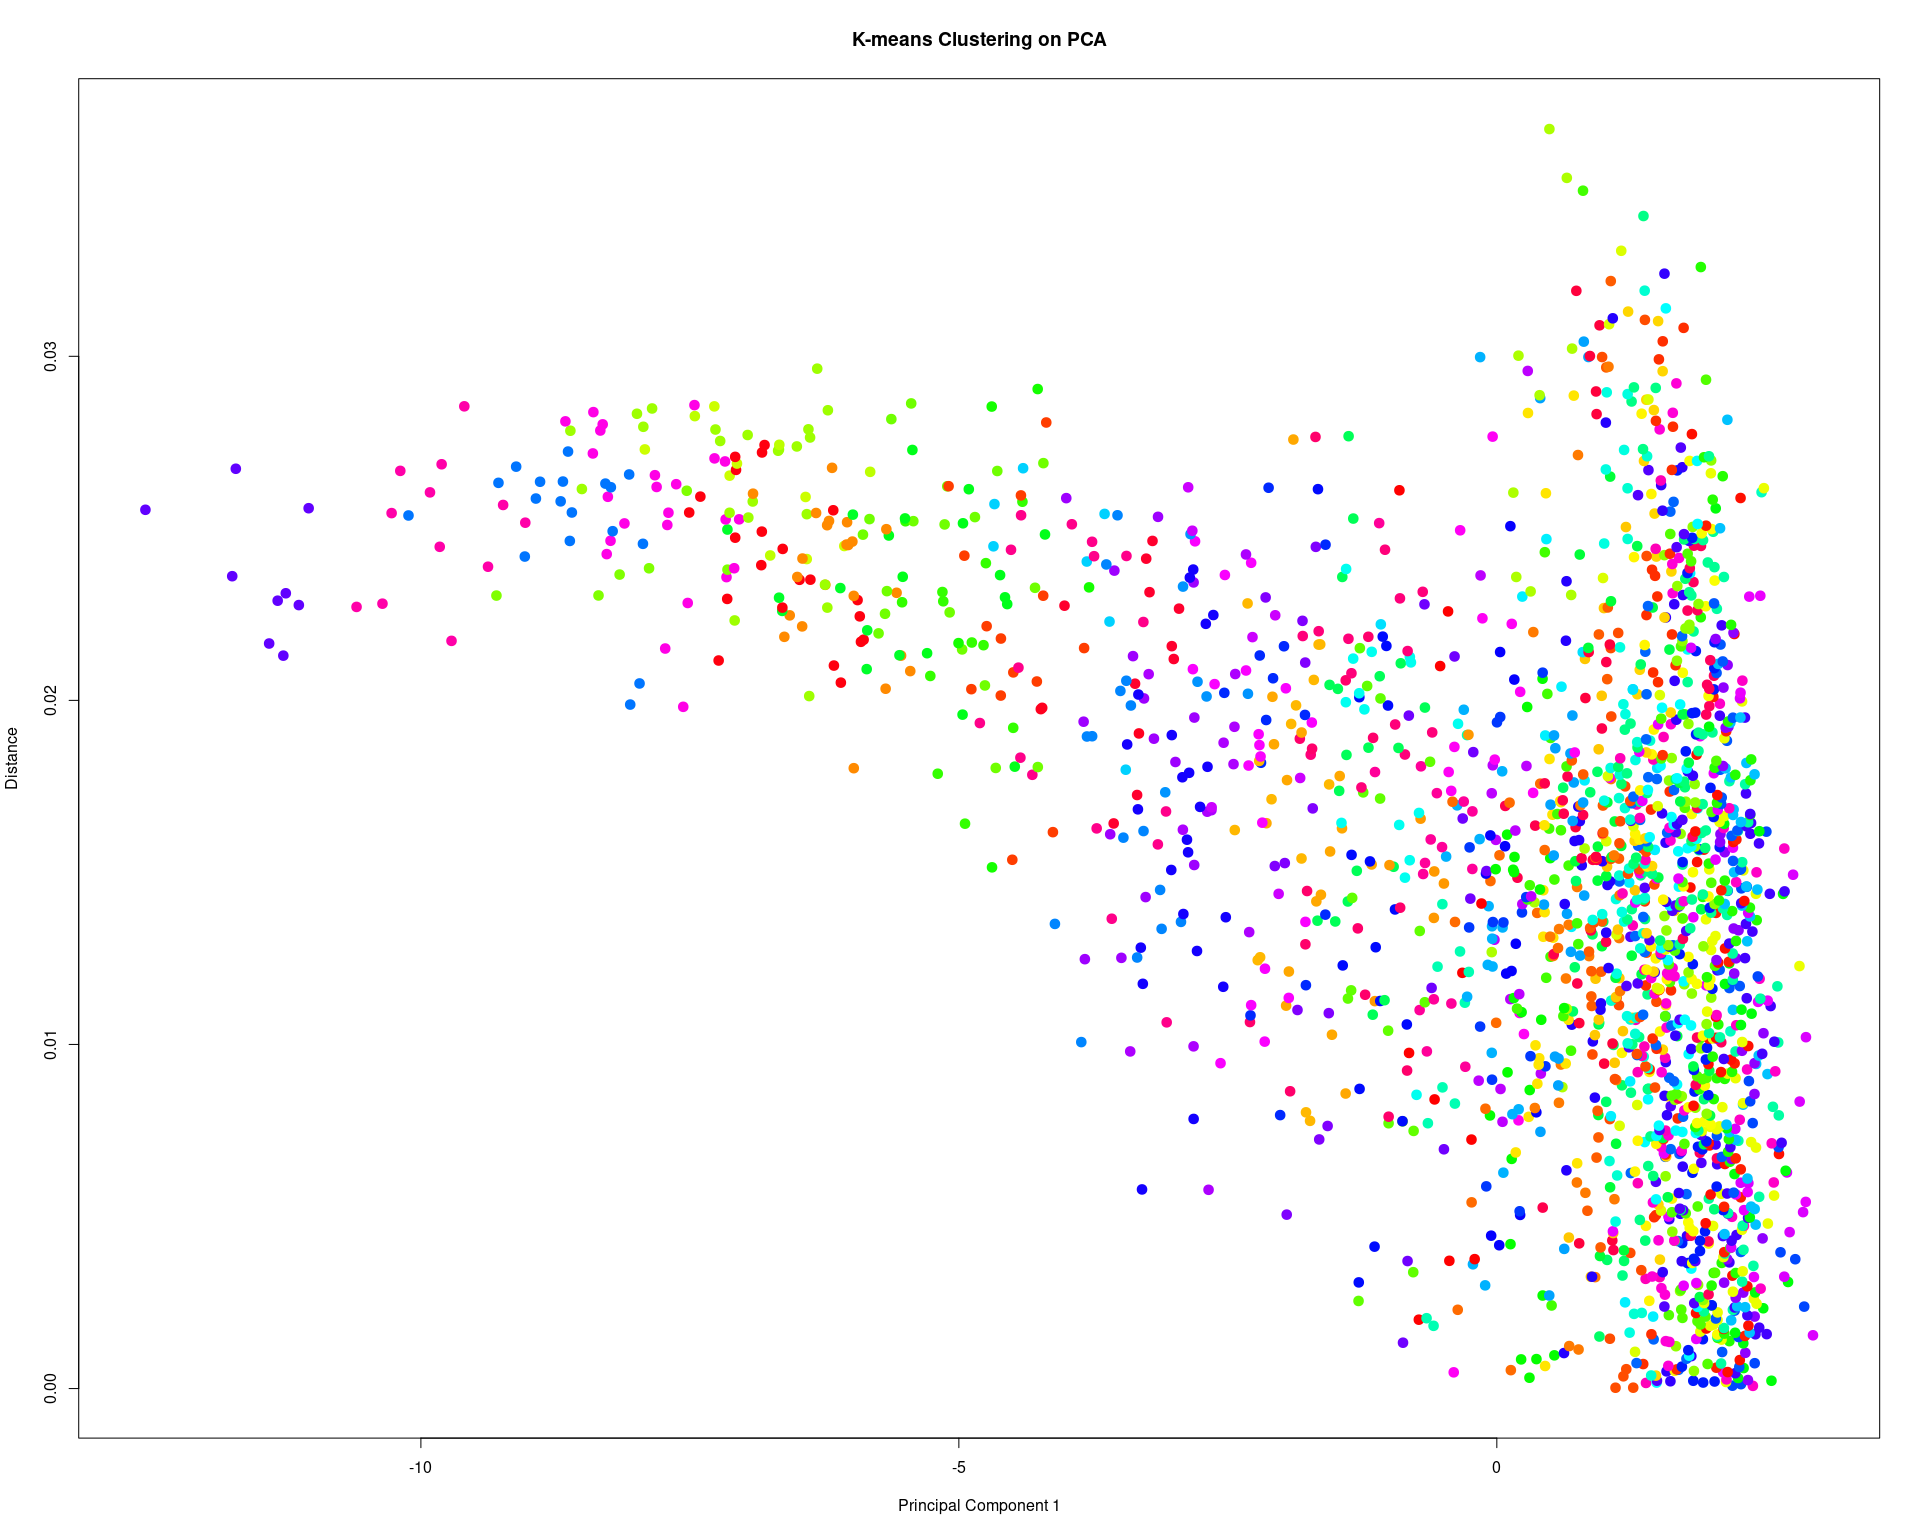 K-means Clustering on PCA
0.03
0.02
0.01
0.00
Distance
-10
-5
0
Principal Component 1